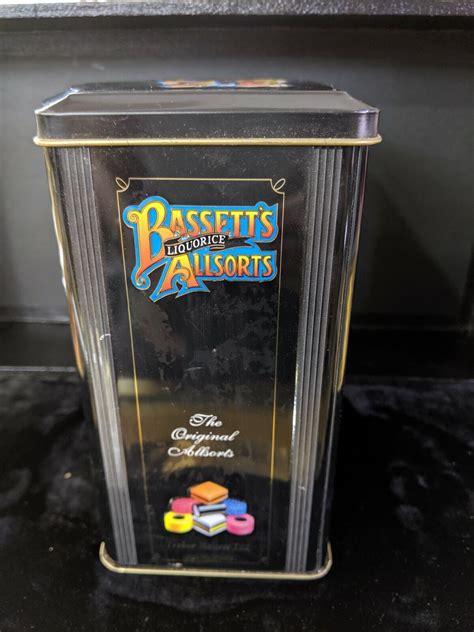 BASSETT'S
LIQUORICE
ALLSORTS
The
Original
Allsorts